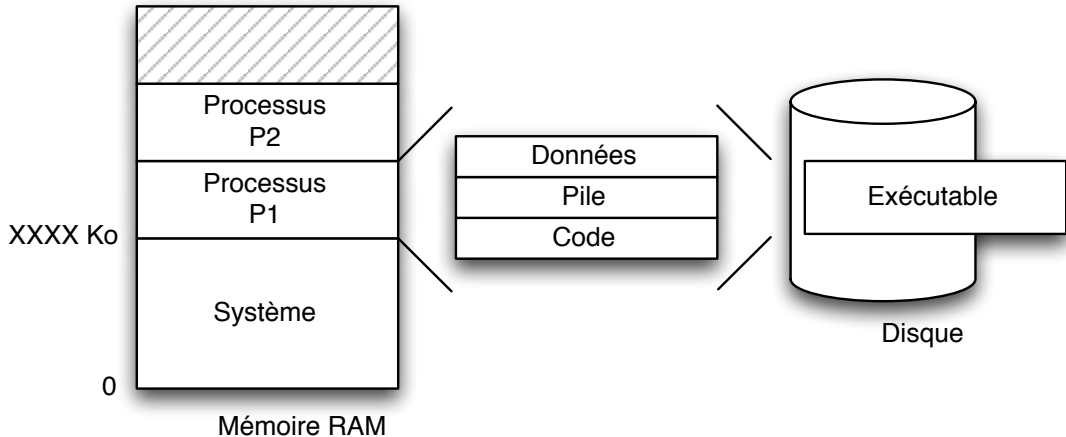 Processus
P2
Processus
P1
XXXX Ko
Système
0
Mémoire RAM
Données
Pile
Code
Exécutable
Disque